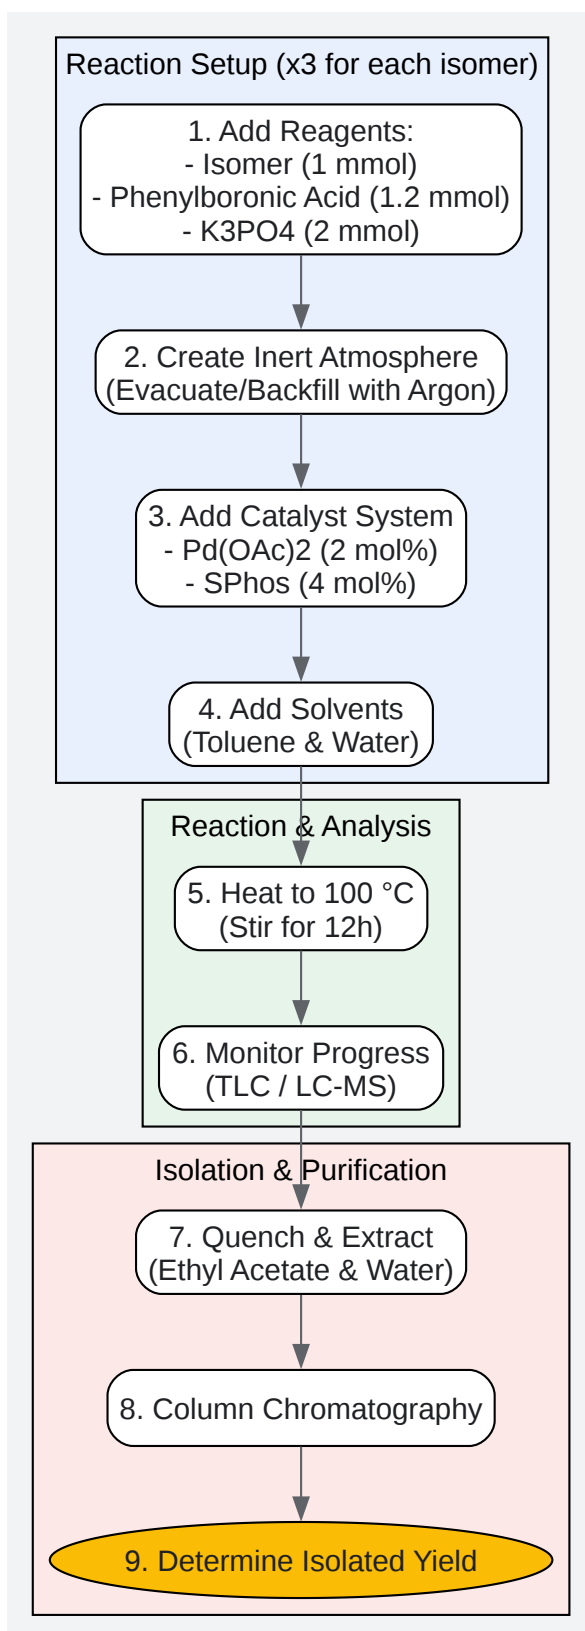 Reaction Setup (x3 for each isomer)
1. Add Reagents:
- Isomer (1 mmol)
- Phenylboronic Acid (1.2 mmol)
- K3PO4 (2 mmol)
2. Create Inert Atmosphere
(Evacuate/Backfill with Argon)
3. Add Catalyst System
- Pd(OAc)2 (2 mol%)
- SPhos (4 mol%)
4. Add Solvents
(Toluene & Water)
Reaction & Analysis
5. Heat to 100 °C
(Stir for 12h)
6. Monitor Progress
(TLC / LC-MS)
Isolation & Purification
7. Quench & Extract
(Ethyl Acetate & Water)
8. Column Chromatography
9. Determine Isolated Yield